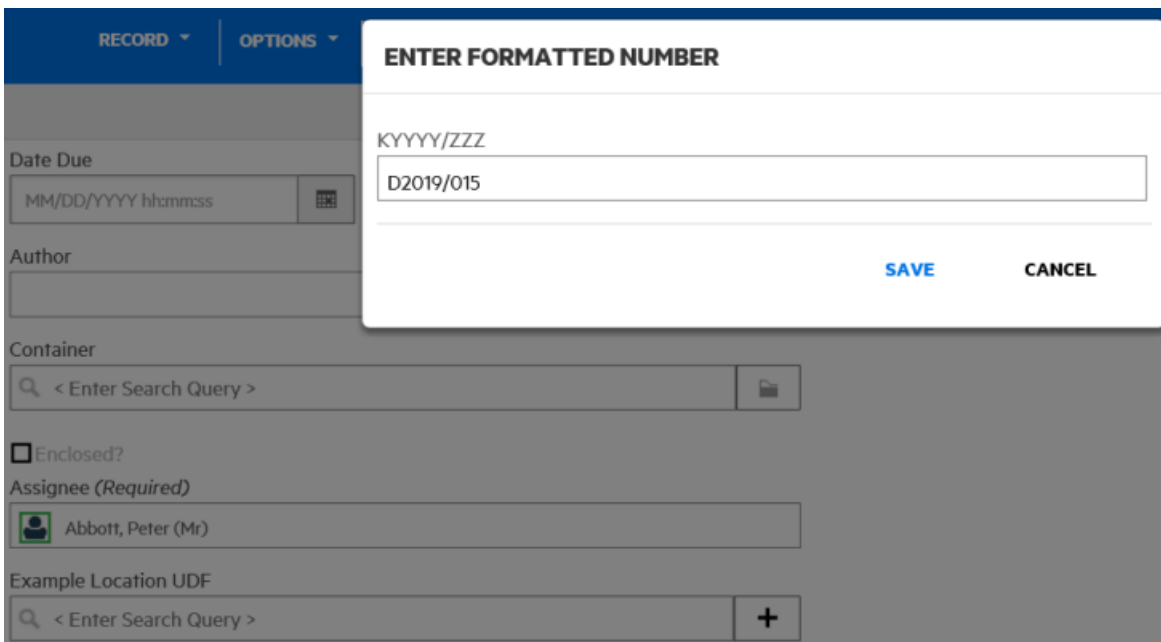 RECORD OPTIONS
ENTER FORMATTED NUMBER
KYYYY/ZZZ
D2019/015
SAVE CANCEL
Date Due
MM/DD/YYYY hh:mm:ss
Author
Container
< Enter Search Query >
Enclosed?
Assignee (Required)
Abbott, Peter (Mr)
Example Location UDF
< Enter Search Query >